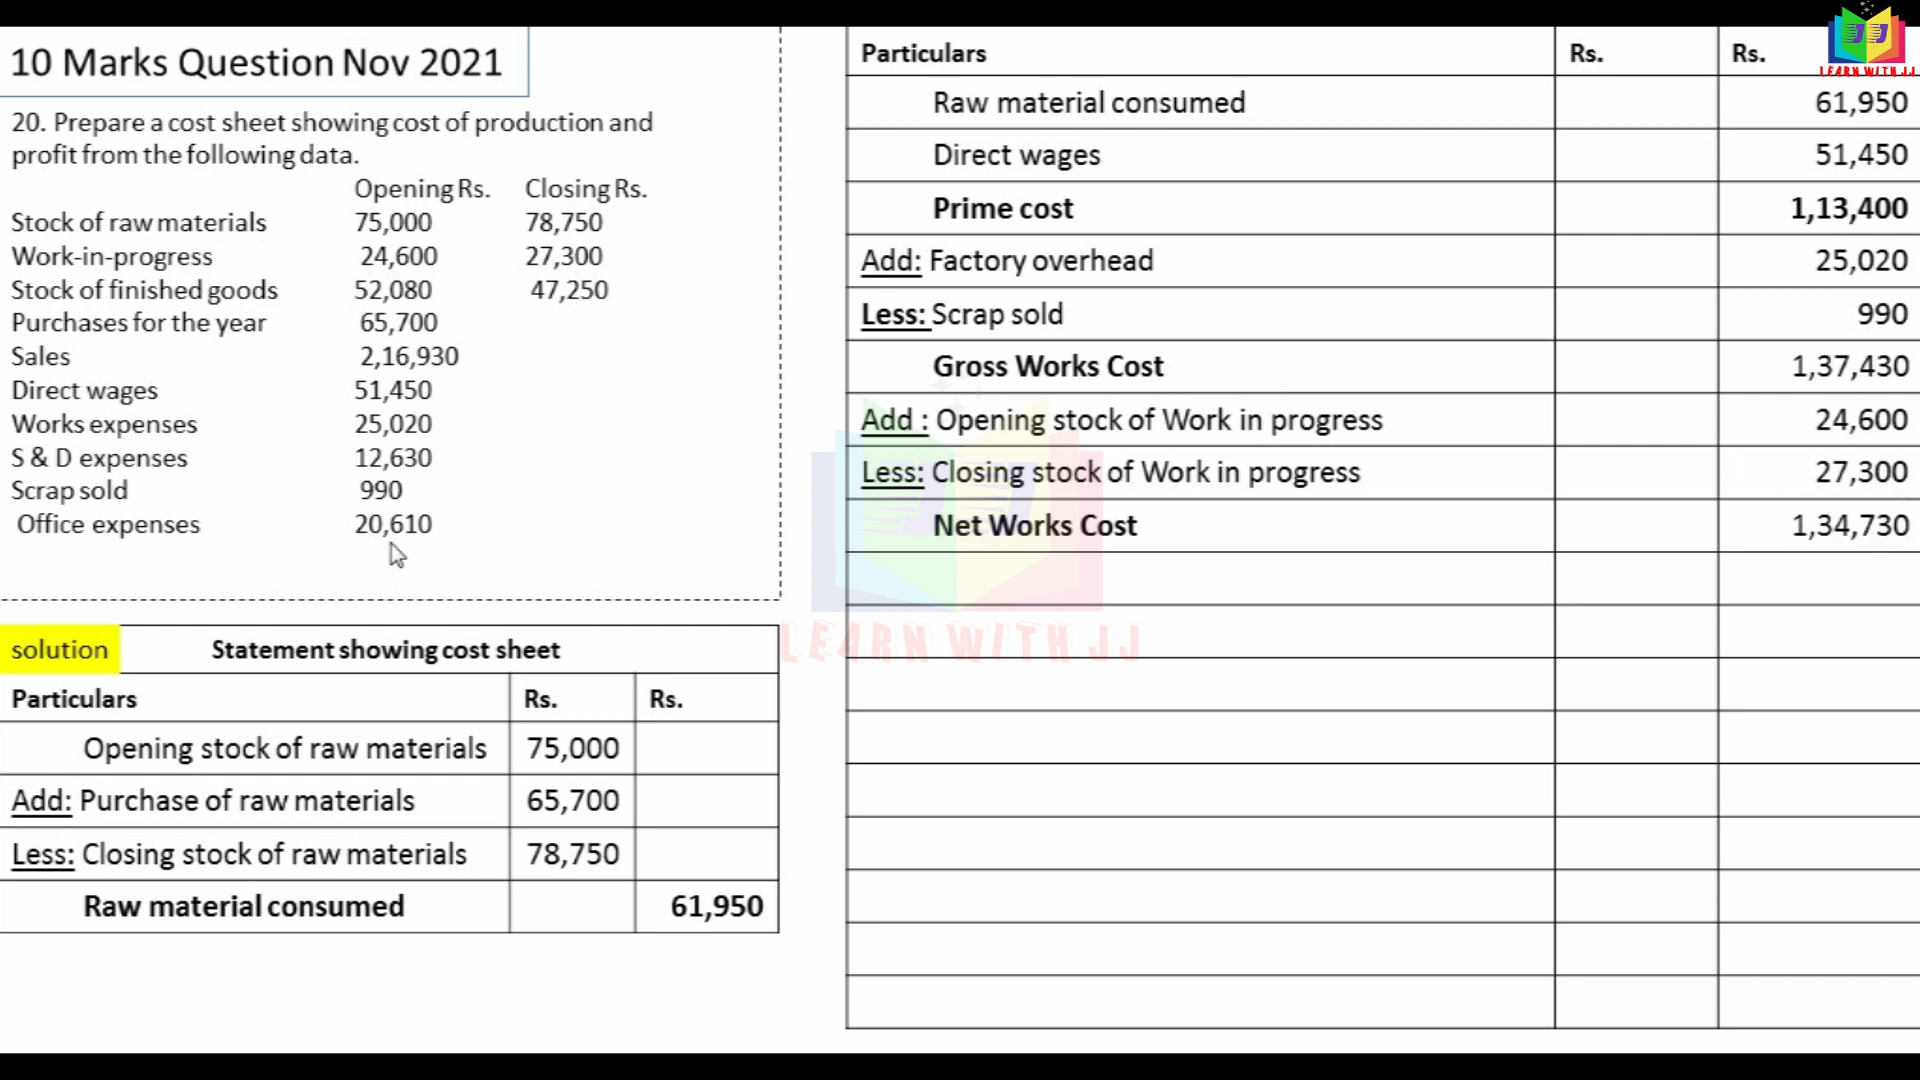 10 Marks Question Nov 2021
20. Prepare a cost sheet showing cost of production and
profit from the following data.
Opening Rs. Closing Rs.
Stock of raw materials 75,000 78,750
Work-in-progress 24,600 27,300
Stock of finished goods 52,080 47,250
Purchases for the year 65,700
Sales 2,16,930
Direct wages 51,450
Works expenses 25,020
S & D expenses 12,630
Scrap sold 990
Office expenses 20,610
solution Statement showing cost sheet
Particulars Rs. Rs.
Opening stock of raw materials 75,000
Add: Purchase of raw materials 65,700
Less: Closing stock of raw materials 78,750
Raw material consumed 61,950
Particulars Rs. Rs.
Raw material consumed 61,950
Direct wages 51,450
Prime cost 1,13,400
Add: Factory overhead 25,020
Less: Scrap sold 990
Gross Works Cost 1,37,430
Add : Opening stock of Work in progress 24,600
Less: Closing stock of Work in progress 27,300
Net Works Cost 1,34,730
JJ
LEARN WITH JJ
LEARN WITH JJ